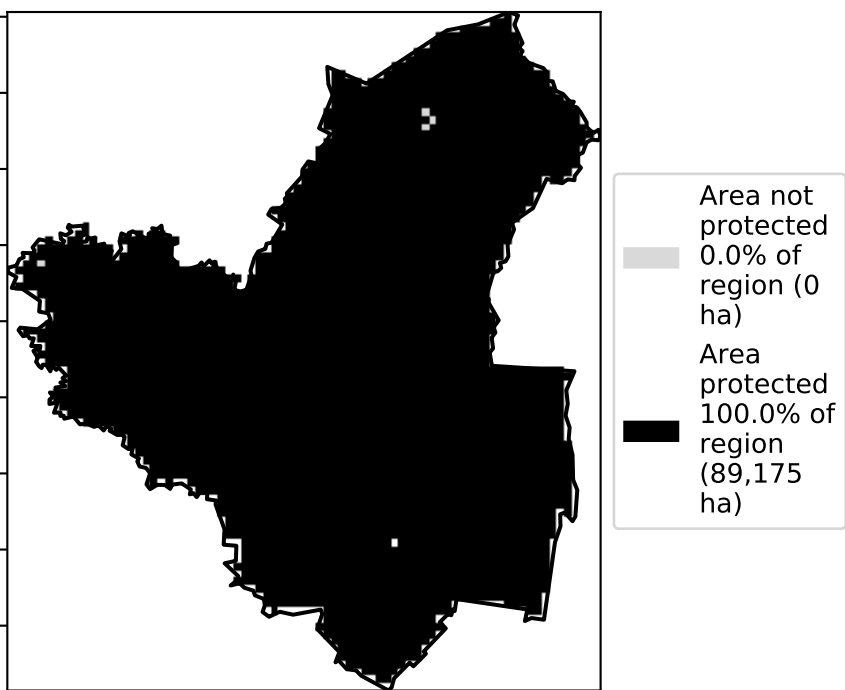 Area not
protected
0.0% of
region (0
ha)
Area
protected
100.0% of
region
(89,175
ha)